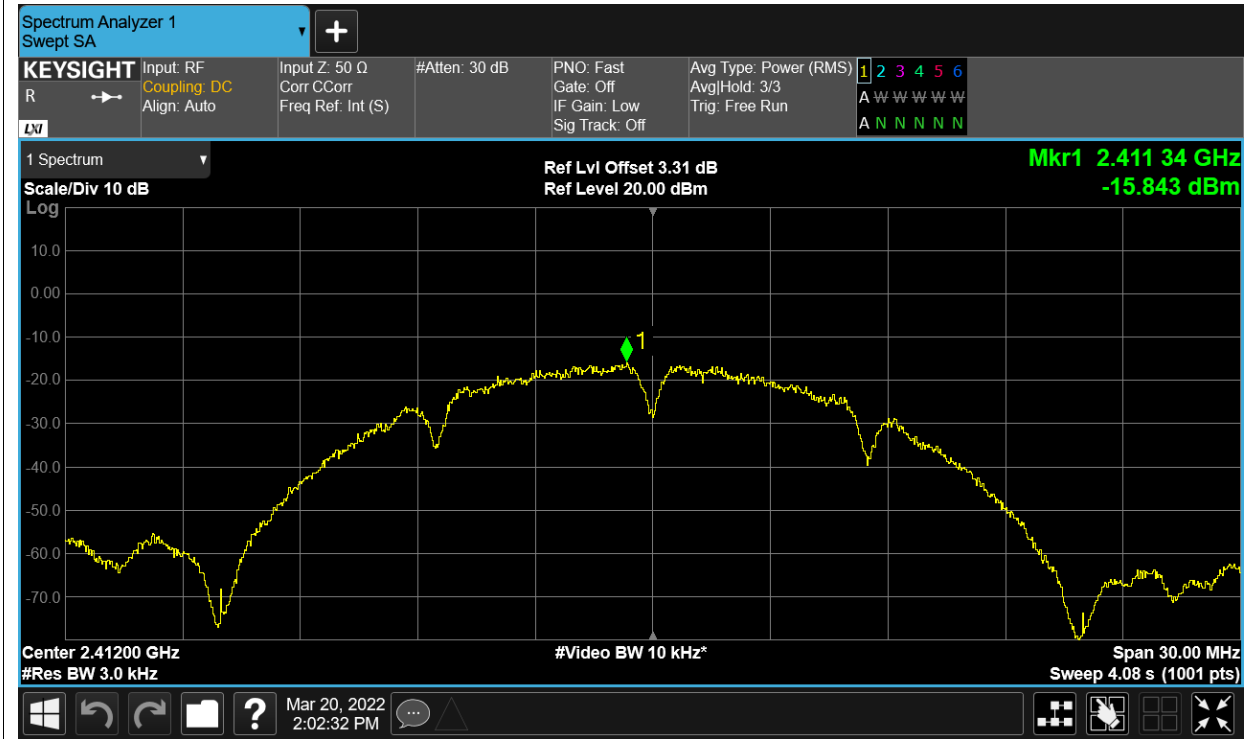 Spectrum Analyzer 1
Swept SA
KEYSIGHT
R
LXI
Input: RF
Coupling: DC
Align: Auto
Input Z: 50 Ω
Corr CCorr
Freq Ref: Int (S)
#Atten: 30 dB
PNO: Fast
Gate: Off
IF Gain: Low
Sig Track: Off
Avg Type: Power (RMS)
Avg|Hold: 3/3
Trig: Free Run
1 2 3 4 5 6
A W W W W W
A N N N N N
1 Spectrum
Scale/Div 10 dB
Log
Ref Lvl Offset 3.31 dB
Ref Level 20.00 dBm
Mkr1 2.411 34 GHz
-15.843 dBm
10.0
0.00
-10.0
1
-20.0
-30.0
-40.0
-50.0
-60.0
-70.0
Center 2.41200 GHz
#Res BW 3.0 kHz
#Video BW 10 kHz*
Span 30.00 MHz
Sweep 4.08 s (1001 pts)
?
Mar 20, 2022
2:02:32 PM